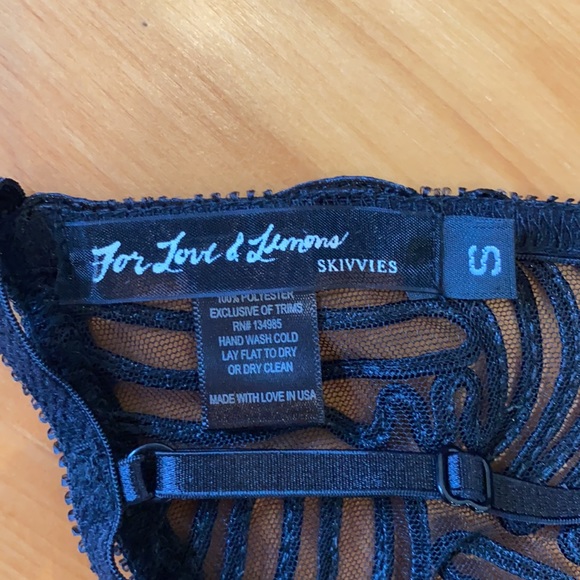 For Love & Lemons
SKIVVIES
S
100% POLYESTER
EXCLUSIVE OF TRIMS
RN# 134985
HAND WASH COLD
LAY FLAT TO DRY
OR DRY CLEAN
MADE WITH LOVE IN USA